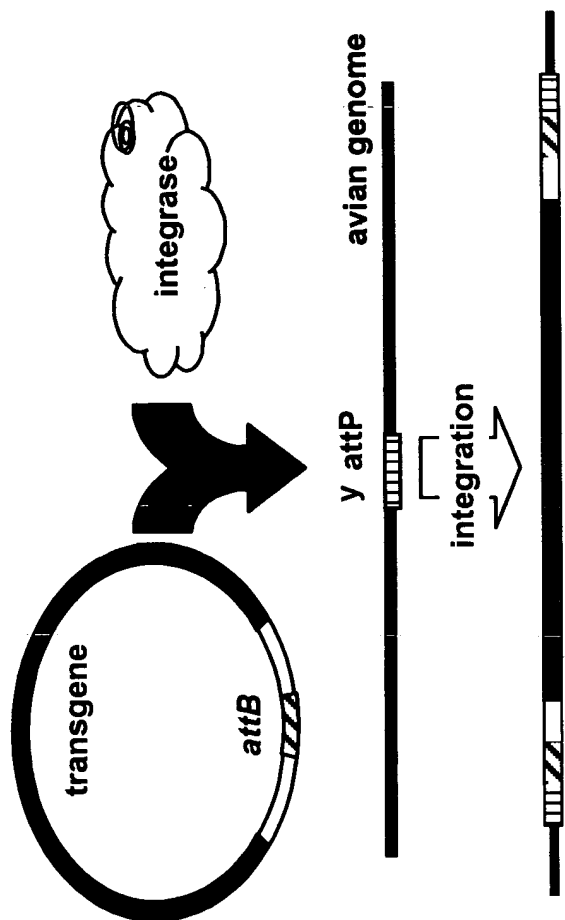 transgene
attB
integrase
y attP
avian genome
integration